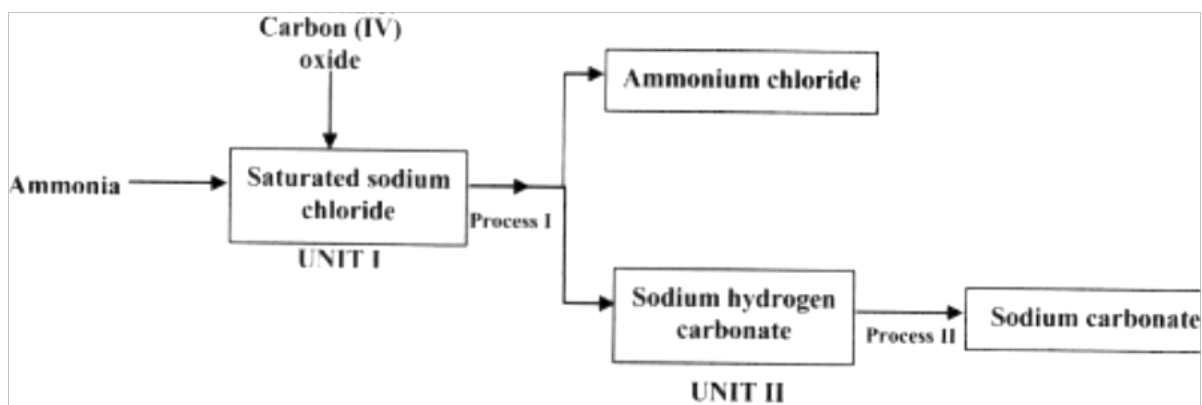 Carbon (IV)
oxide
Ammonium chloride
Ammonia
Saturated sodium
chloride
Process I
UNIT I
Sodium hydrogen
carbonate
Process II
Sodium carbonate
UNIT II